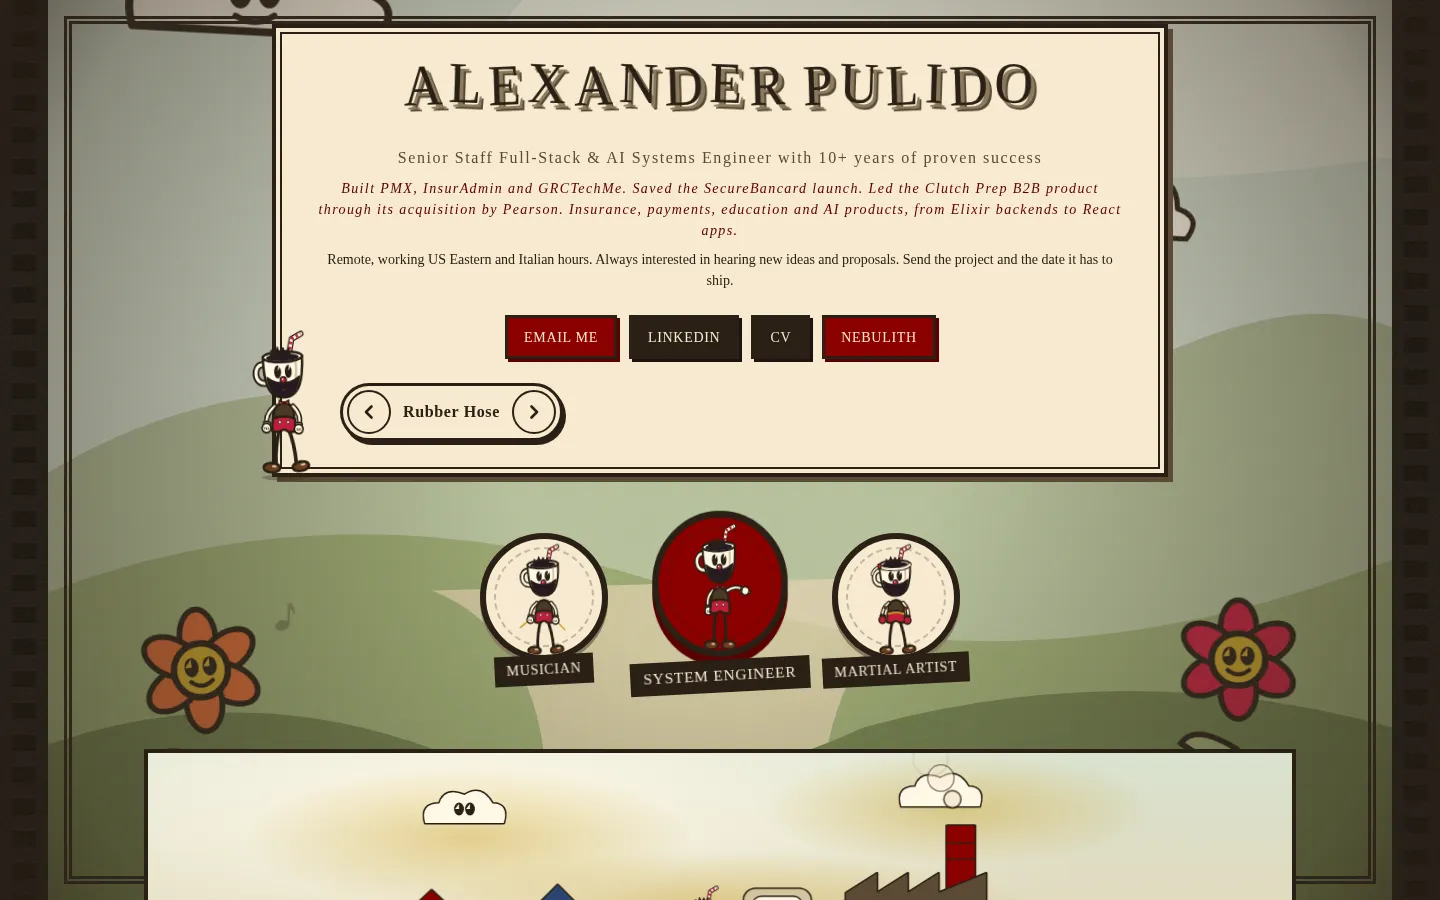 ALEXANDER PULIDO
Senior Staff Full-Stack & AI Systems Engineer with 10+ years of proven success
Built PMX, InsurAdmin and GRCTechMe. Saved the SecureBancard launch. Led the Clutch Prep B2B product
through its acquisition by Pearson. Insurance, payments, education and AI products, from Elixir backends to React
apps.
Remote, working US Eastern and Italian hours. Always interested in hearing new ideas and proposals. Send the project and the date it has to
ship.
EMAIL ME
LINKEDIN
CV
NEBULITH
Rubber Hose
MUSICIAN
SYSTEM ENGINEER
MARTIAL ARTIST